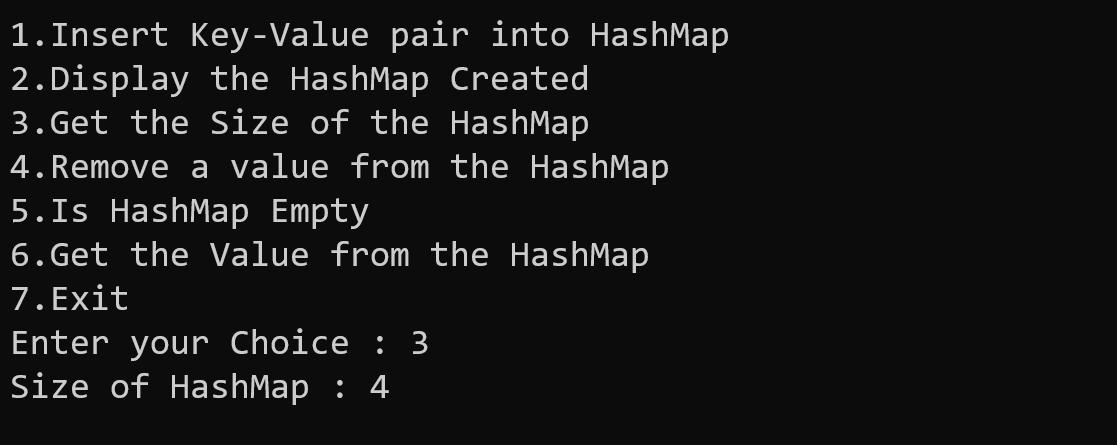 1.Insert Key-Value pair into HashMap
2.Display the HashMap Created
3.Get the Size of the HashMap
4.Remove a value from the HashMap
5.Is HashMap Empty
6.Get the Value from the HashMap
7.Exit
Enter your Choice : 3
Size of HashMap : 4